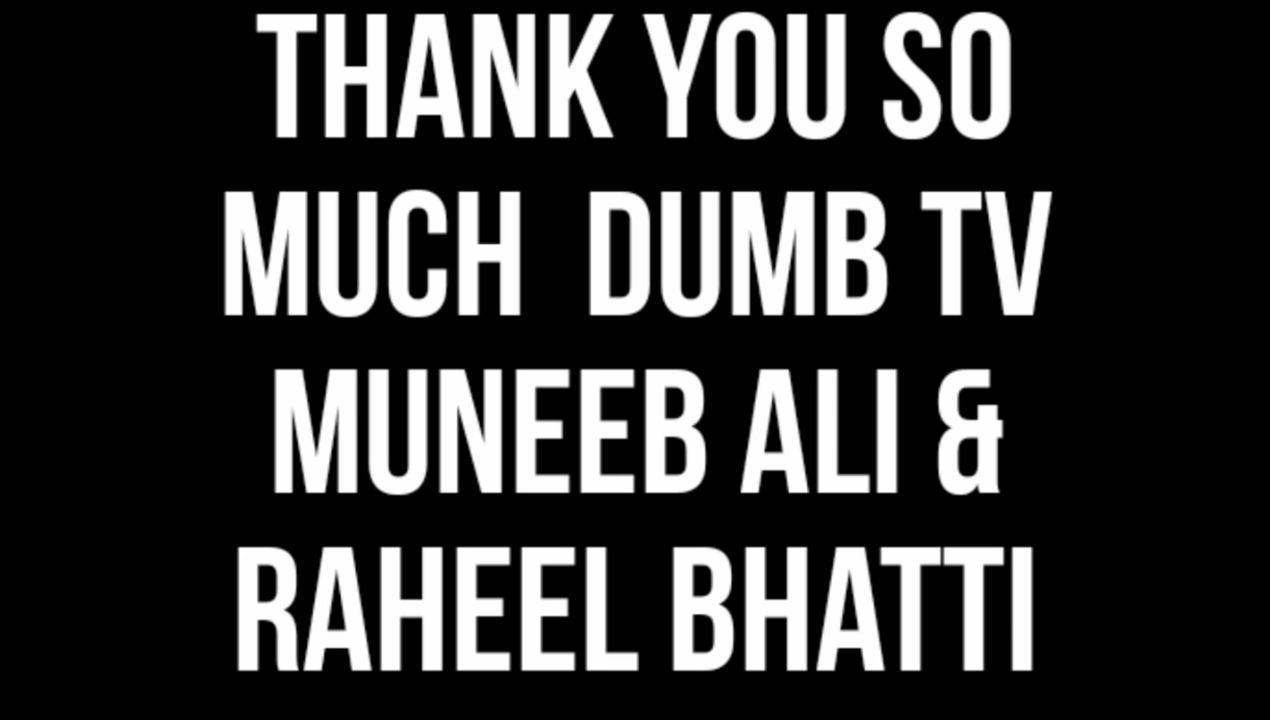 THANK YOU SO
MUCH  DUMB TV
MUNEEB ALI &
RAHEEL BHATTI